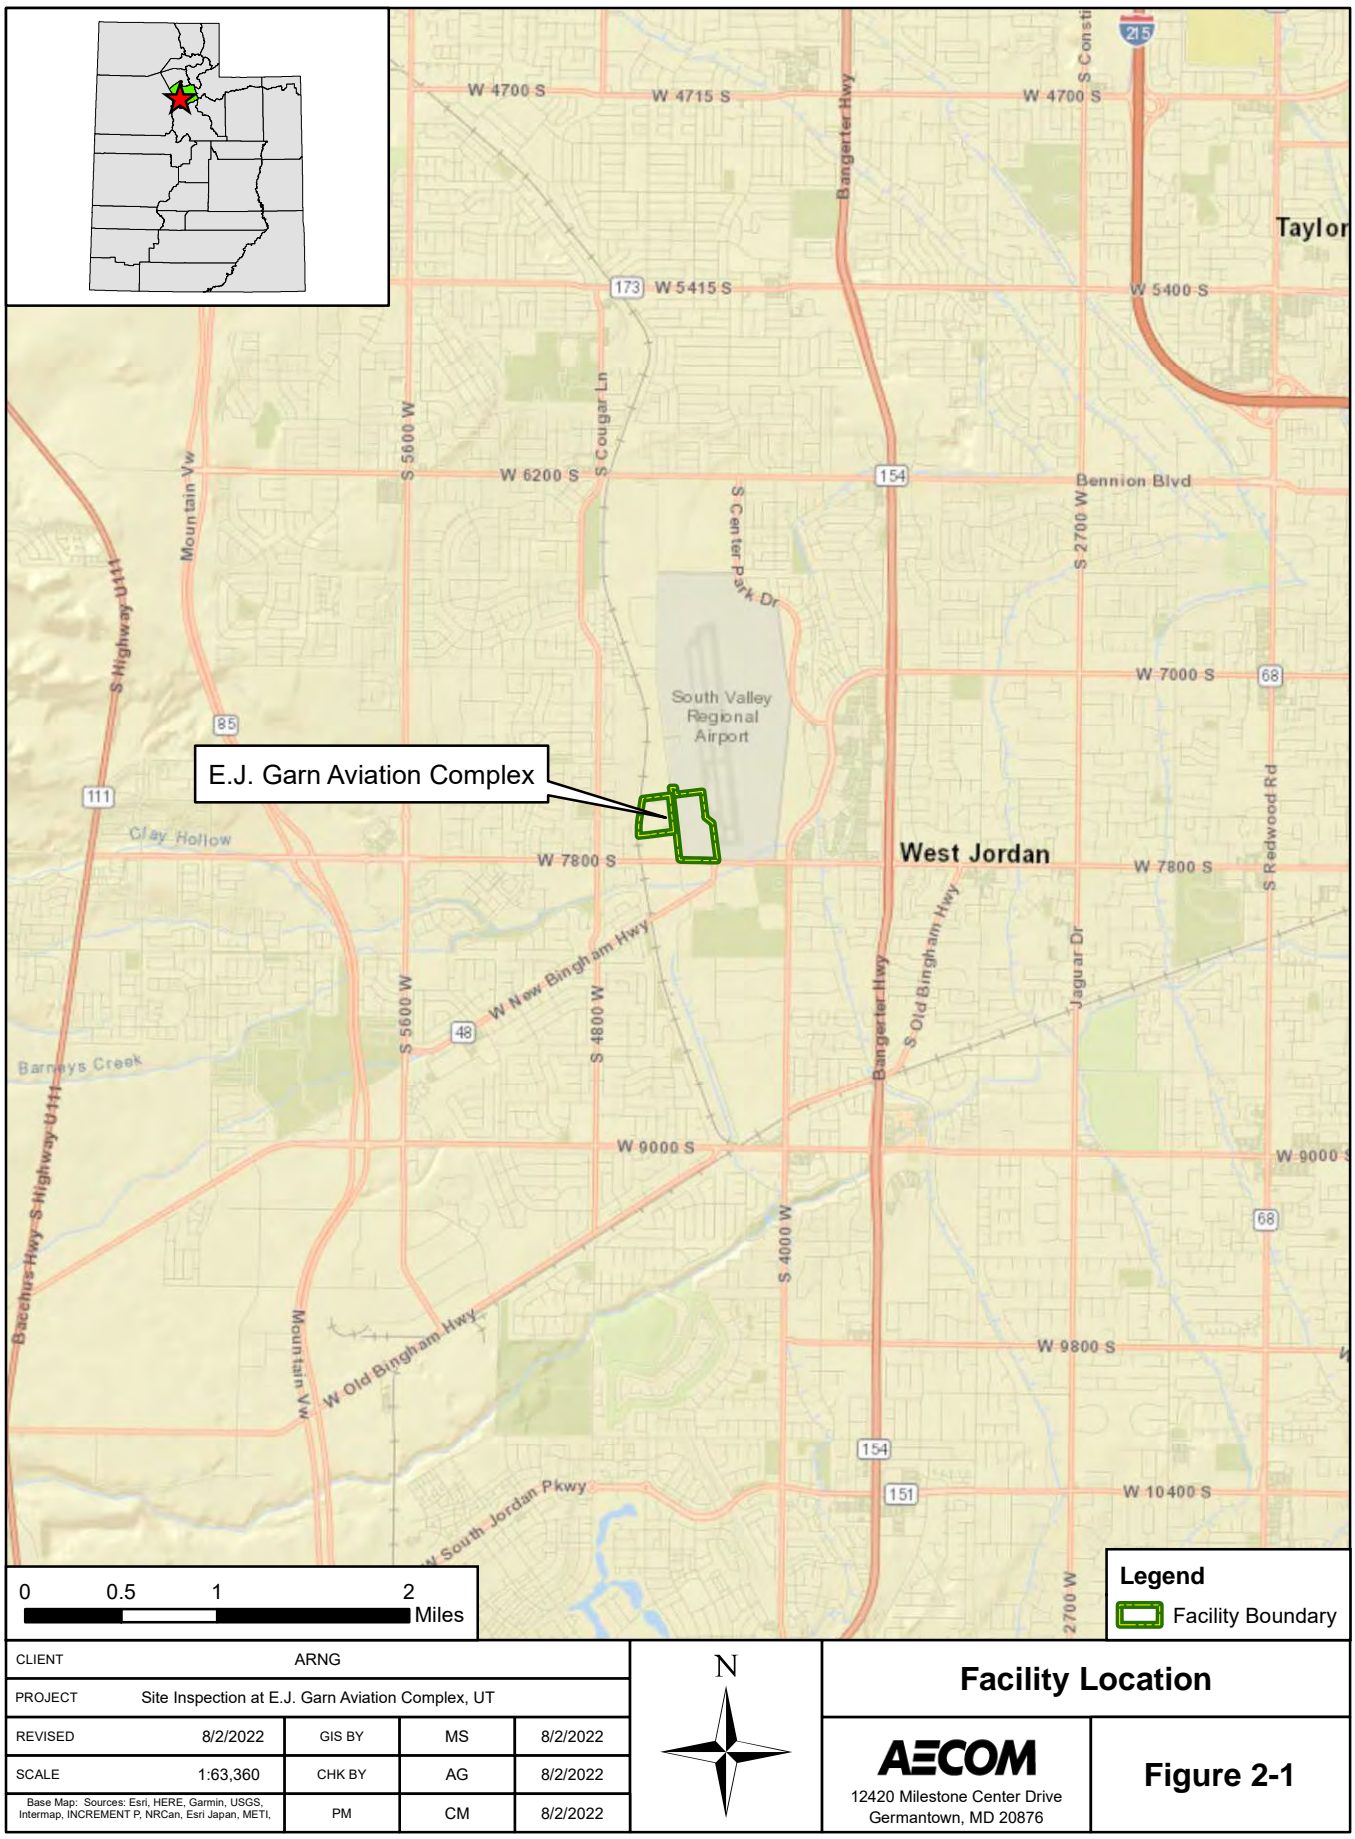 W 4700 S
W 4715 S
W 4700 S
S Consti
215
Bangerter Hwy
Taylor
173
W 5415 S
W 5400 S
S 5600 W
S Cougar Ln
Mountain Vw
W 6200 S
154
Bennion Blvd
S Center Park Dr
S 2700 W
S Highway U111
W 7000 S
68
South Valley
Regional
Airport
85
E.J. Garn Aviation Complex
111
Clay Hollow
W 7800 S
West Jordan
W 7800 S
S Redwood Rd
S Old Bingham Hwy
W New Bingham Hwy
Jaguar Dr
Bangerter Hwy
S 5600 W
48
S 4800 W
Barneys Creek
W 9000 S
W 9000 S
Bacchus Hwy
S Highway U111
S 4000 W
68
Mountain Vw
W Old Bingham Hwy
W 9800 S
W
154
151
W 10400 S
W South Jordan Pkwy
2700 W
0 0.5 1 2
Miles
Legend
Facility Boundary
CLIENT ARNG
PROJECT Site Inspection at E.J. Garn Aviation Complex, UT
REVISED 8/2/2022 GIS BY MS 8/2/2022
SCALE 1:63,360 CHK BY AG 8/2/2022
Base Map: Sources: Esri, HERE, Garmin, USGS,
Intermap, INCREMENT P, NRCan, Esri Japan, METI,
PM CM 8/2/2022
N
Facility Location
AECOM
12420 Milestone Center Drive
Germantown, MD 20876
Figure 2-1